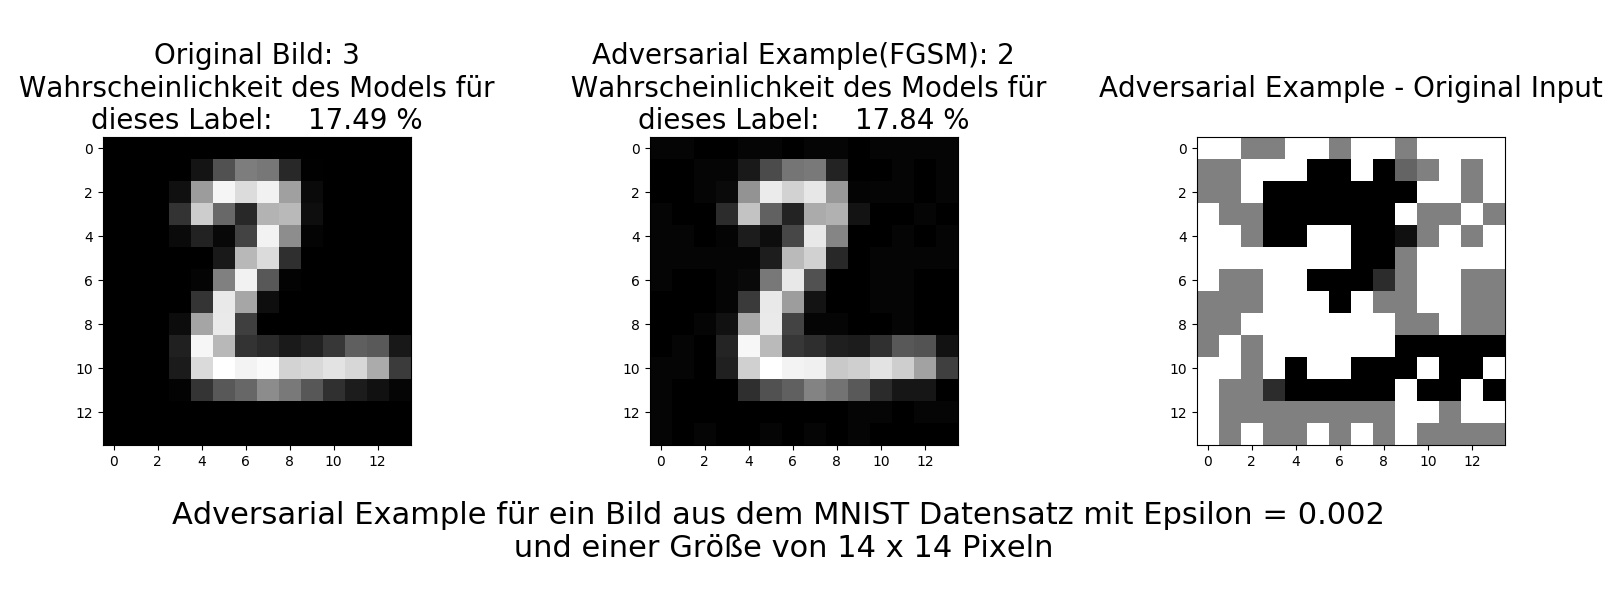 Original Bild: 3
Wahrscheinlichkeit des Models für
dieses Label: 17.49 %
Adversarial Example(FGSM): 2
Wahrscheinlichkeit des Models für
dieses Label: 17.84 %
Adversarial Example - Original Input
0
2
4
6
8
10
12
0 2 4 6 8 10 12
0
2
4
6
8
10
12
0 2 4 6 8 10 12
0
2
4
6
8
10
12
0 2 4 6 8 10 12
Adversarial Example für ein Bild aus dem MNIST Datensatz mit Epsilon = 0.002
und einer Größe von 14 x 14 Pixeln